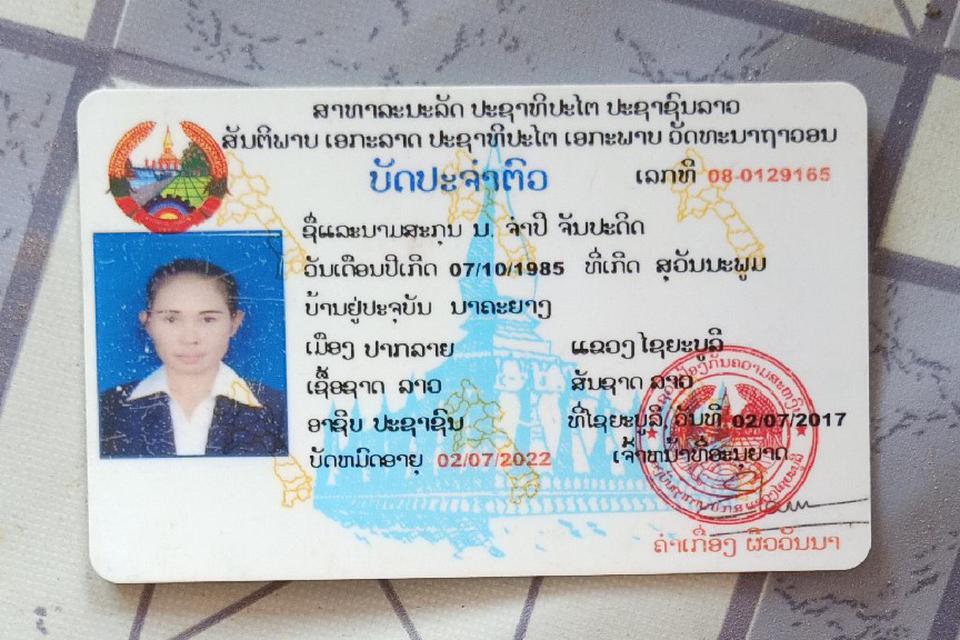 ສາທາລະນະລັດ ປະຊາທິປະໄຕ ປະຊາຊົນລາວ
ສັນຕິພາບ ເອກະລາດ ປະຊາທິປະໄຕ ເອກະພາບ ວັດທະນາຖາວອນ
ບັດປະຈຳຕົວ ເລກທີ 08-0129165
ຊື່ແລະນາມສະກຸນ ນ. ຈຳປີ ຈັນປະດິດ
ວັນເດືອນປີເກີດ 07/10/1985 ທີ່ເກີດ ສຸວັນນະພູມ
ບ້ານຢູ່ປະຈຸບັນ ນາຄະຍາງ
ເມືອງ ປາກລາຍ ແຂວງ ໄຊຍະບູລີ
ເຊື້ອຊາດ ລາວ ສັນຊາດ ລາວ
ອາຊິບ ປະຊາຊົນ ທີ່ໄຊຍະບູລີ, ວັນທີ 02/07/2017
ບັດຫມົດອາຍຸ 02/07/2022 ເຈົ້າຫນ້າທີ່ອະນຸຍາດ
ຄຳເກື່ອງ ຜິວວັນນາ